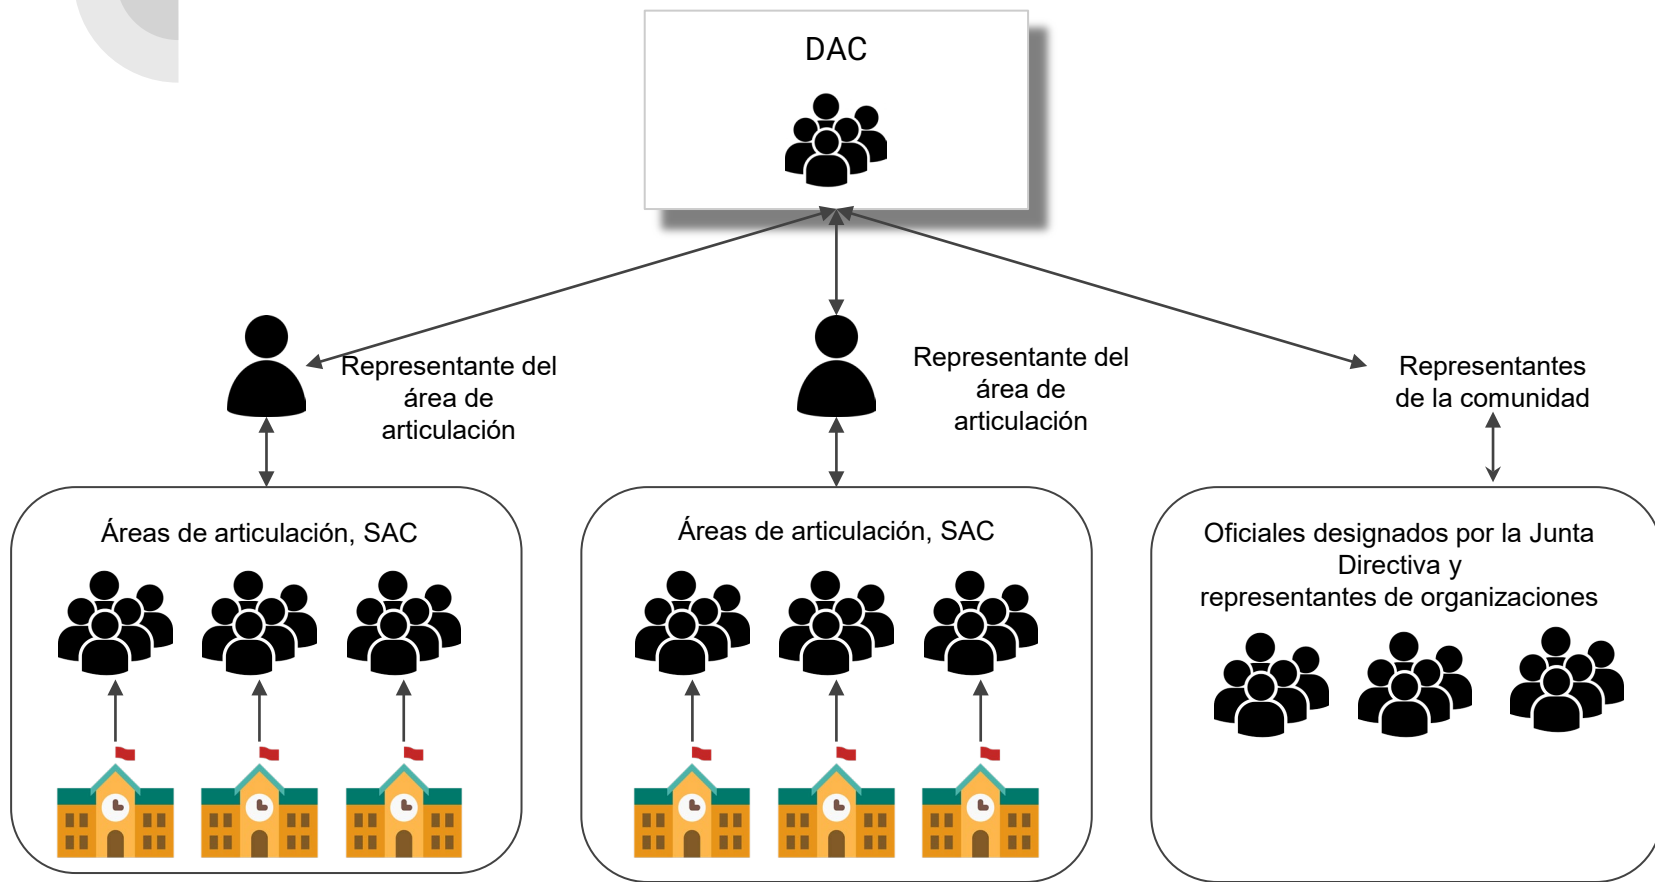 DAC
Representante del
área de
articulación
Representante del
área de
articulación
Representantes
de la comunidad
Áreas de articulación, SAC
Áreas de articulación, SAC
Oficiales designados por la Junta
Directiva y
representantes de organizaciones